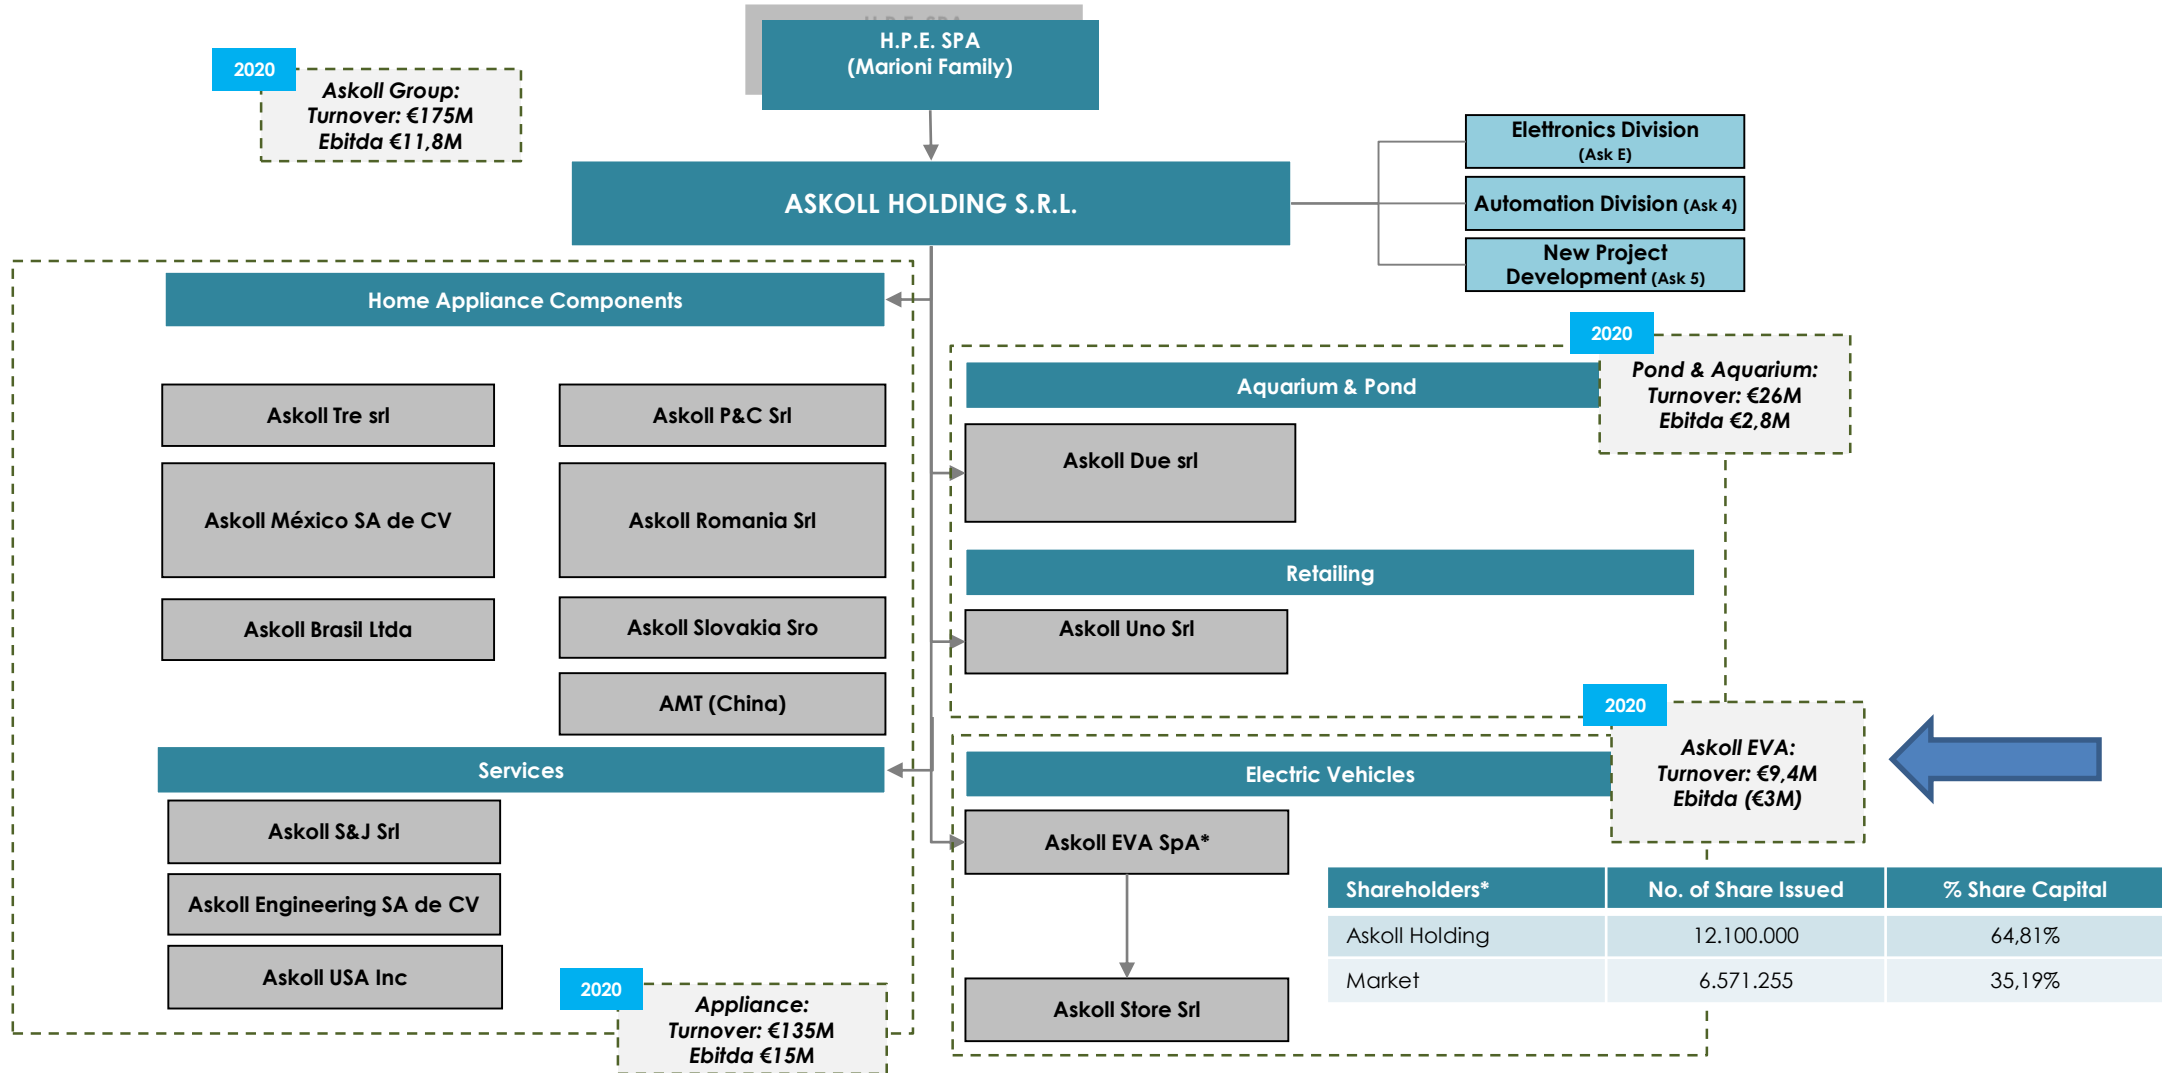 H.P.E. SPA
H.P.E. SPA
(Marioni Family)
2020
Askoll Group:
Turnover: €175M
Ebitda €11,8M
ASKOLL HOLDING S.R.L.
Elettronics Division
(Ask E)
Automation Division (Ask 4)
New Project
Development (Ask 5)
Home Appliance Components
Askoll Tre srl
Askoll P&C Srl
Askoll México SA de CV
Askoll Romania Srl
Askoll Brasil Ltda
Askoll Slovakia Sro
AMT (China)
Services
Askoll S&J Srl
Askoll Engineering SA de CV
Askoll USA Inc
2020
Appliance:
Turnover: €135M
Ebitda €15M
2020
Pond & Aquarium:
Turnover: €26M
Ebitda €2,8M
Aquarium & Pond
Askoll Due srl
Retailing
Askoll Uno Srl
2020
Askoll EVA:
Turnover: €9,4M
Ebitda (€3M)
Electric Vehicles
Askoll EVA SpA*
Askoll Store Srl
Shareholders* No. of Share Issued % Share Capital
Askoll Holding 12.100.000 64,81%
Market 6.571.255 35,19%